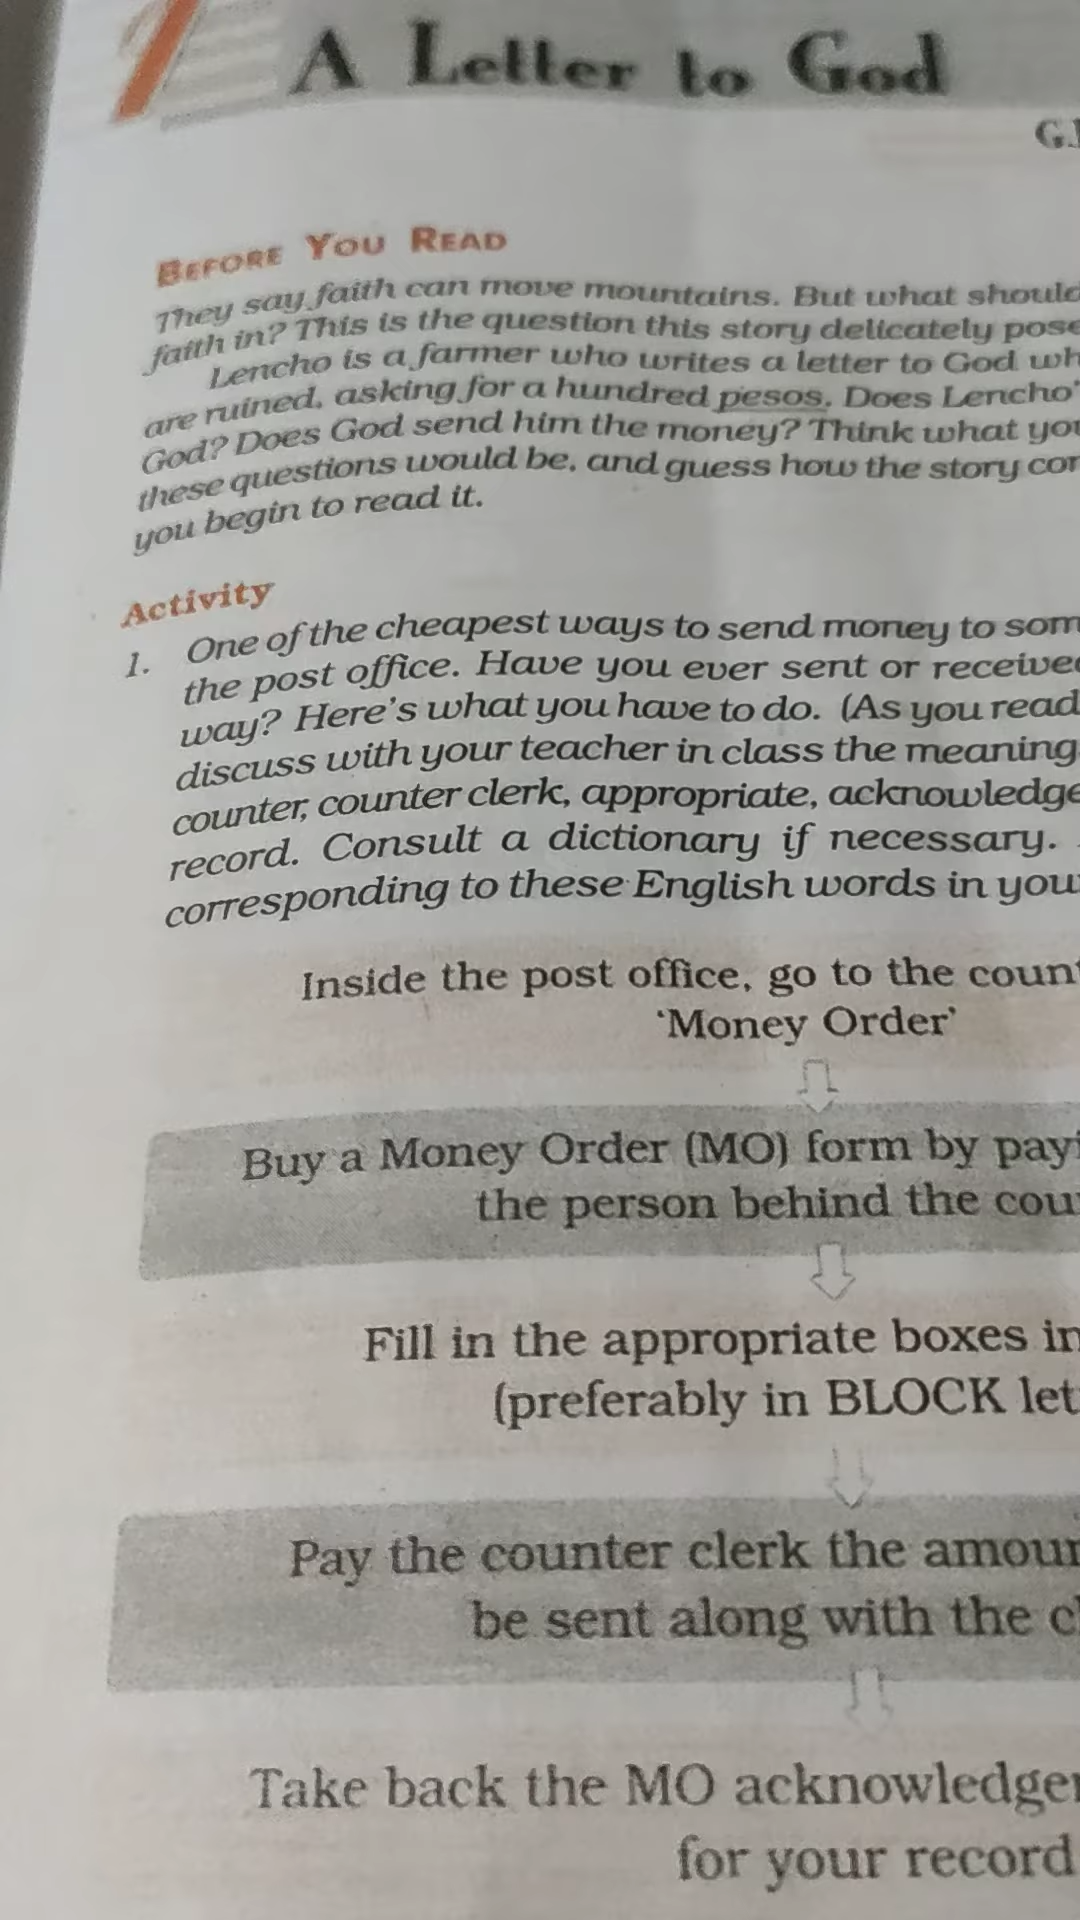 A Letter to God
BEFORE YOU READ
They say faith can move mountains. But what should
faith in? This is the question this story delicately pose
Lencho is a farmer who writes a letter to God wh
are ruined, asking for a hundred pesos. Does Lencho'
God? Does God send him the money? Think what you
these questions would be, and guess how the story con
you begin to read it.
Activity
1. One of the cheapest ways to send money to som
the post office. Have you ever sent or receive
way? Here's what you have to do. (As you read
discuss with your teacher in class the meaning
counter, counter clerk, appropriate, acknowledge
record. Consult a dictionary if necessary.
corresponding to these English words in you
Inside the post office, go to the count
'Money Order'
Buy a Money Order (MO) form by payi
the person behind the cou
Fill in the appropriate boxes in
(preferably in BLOCK let
Pay the counter clerk the amoun
be sent along with the c
Take back the MO acknowledge
for your record